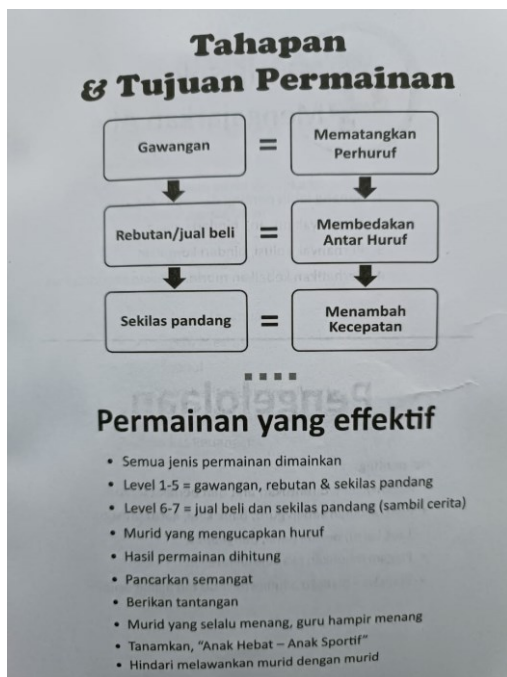 Tahapan
& Tujuan Permainan
Gawangan = Mematangkan Perhuruf
Rebutan/jual beli = Membedakan Antar Huruf
Sekilas pandang = Menambah Kecepatan
Permainan yang effektif
• Semua jenis permainan dimainkan
• Level 1-5 = gawangan, rebutan & sekilas pandang
• Level 6-7 = jual beli dan sekilas pandang (sambil cerita)
• Murid yang mengucapkan huruf
• Hasil permainan dihitung
• Pancarkan semangat
• Berikan tantangan
• Murid yang selalu menang, guru hampir menang
• Tanamkan, “Anak Hebat – Anak Sportif”
• Hindari melawankan murid dengan murid